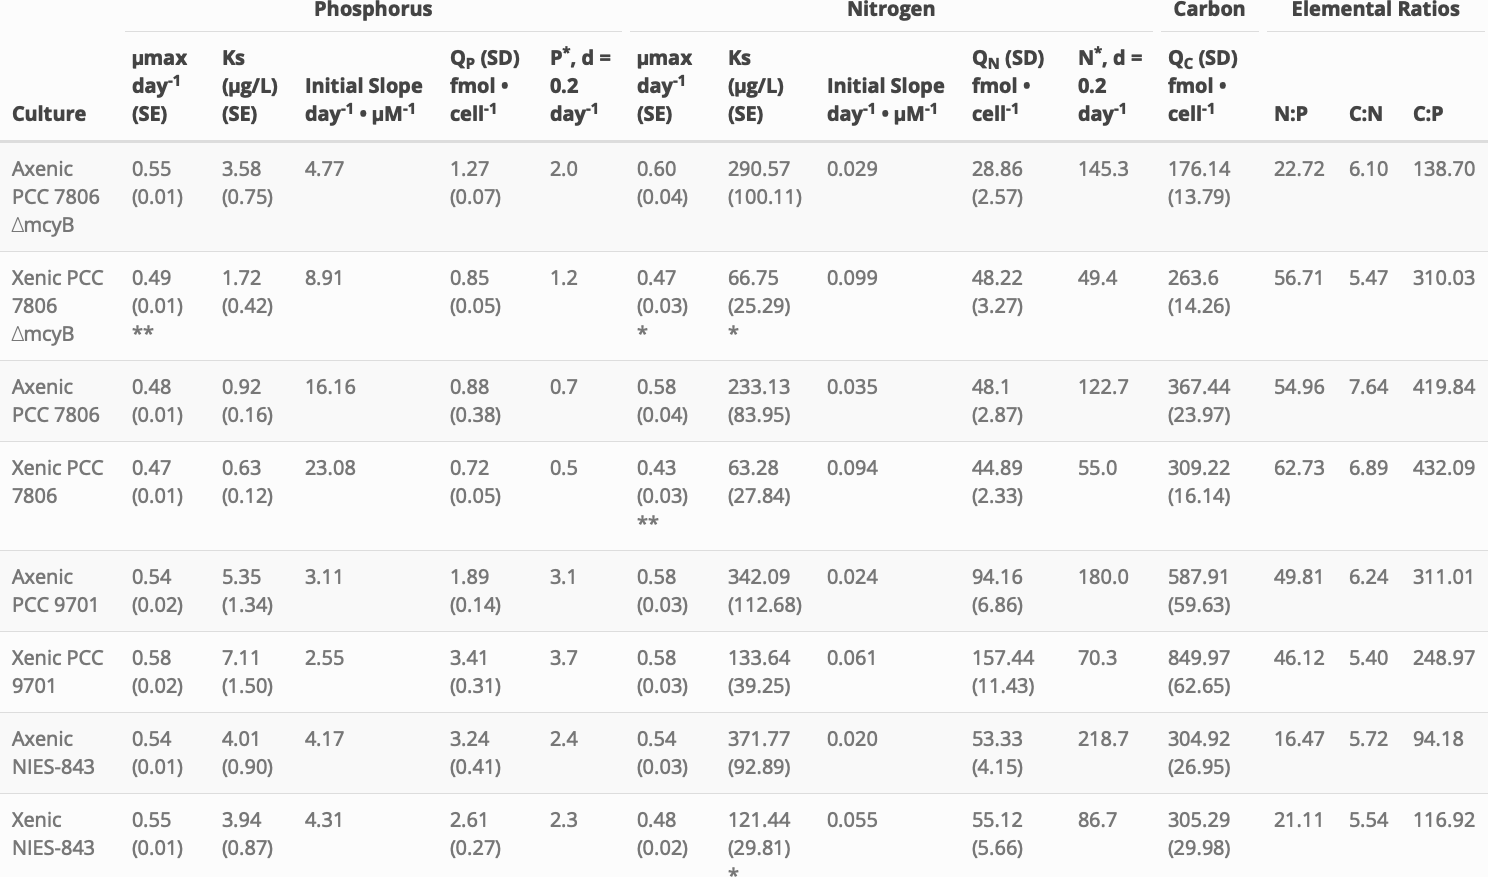 Phosphorus Nitrogen Carbon Elemental Ratios
µmax Ks Q_P (SD) P*, d = µmax Ks Q_N (SD) N*, d = Q_C (SD)
day⁻¹ (µg/L) Initial Slope fmol • 0.2 day⁻¹ (µg/L) Initial Slope fmol • 0.2 fmol •
Culture (SE) (SE) day⁻¹ • µM⁻¹ cell⁻¹ day⁻¹ (SE) (SE) day⁻¹ • µM⁻¹ cell⁻¹ day⁻¹ cell⁻¹ N:P C:N C:P
Axenic 0.55 3.58 4.77 1.27 2.0 0.60 290.57 0.029 28.86 145.3 176.14 22.72 6.10 138.70
PCC 7806 (0.01) (0.75) (0.07) (0.04) (100.11) (2.57) (13.79)
ΔmcyB
Xenic PCC 0.49 1.72 8.91 0.85 1.2 0.47 66.75 0.099 48.22 49.4 263.6 56.71 5.47 310.03
7806 (0.01) (0.42) (0.05) (0.03) (25.29) (3.27) (14.26)
ΔmcyB ** * *
Axenic 0.48 0.92 16.16 0.88 0.7 0.58 233.13 0.035 48.1 122.7 367.44 54.96 7.64 419.84
PCC 7806 (0.01) (0.16) (0.38) (0.04) (83.95) (2.87) (23.97)
Xenic PCC 0.47 0.63 23.08 0.72 0.5 0.43 63.28 0.094 44.89 55.0 309.22 62.73 6.89 432.09
7806 (0.01) (0.12) (0.05) (0.03) (27.84) (2.33) (16.14)
**
Axenic 0.54 5.35 3.11 1.89 3.1 0.58 342.09 0.024 94.16 180.0 587.91 49.81 6.24 311.01
PCC 9701 (0.02) (1.34) (0.14) (0.03) (112.68) (6.86) (59.63)
Xenic PCC 0.58 7.11 2.55 3.41 3.7 0.58 133.64 0.061 157.44 70.3 849.97 46.12 5.40 248.97
9701 (0.02) (1.50) (0.31) (0.03) (39.25) (11.43) (62.65)
Axenic 0.54 4.01 4.17 3.24 2.4 0.54 371.77 0.020 53.33 218.7 304.92 16.47 5.72 94.18
NIES-843 (0.01) (0.90) (0.41) (0.03) (92.89) (4.15) (26.95)
Xenic 0.55 3.94 4.31 2.61 2.3 0.48 121.44 0.055 55.12 86.7 305.29 21.11 5.54 116.92
NIES-843 (0.01) (0.87) (0.27) (0.02) (29.81) (5.66) (29.98)
*